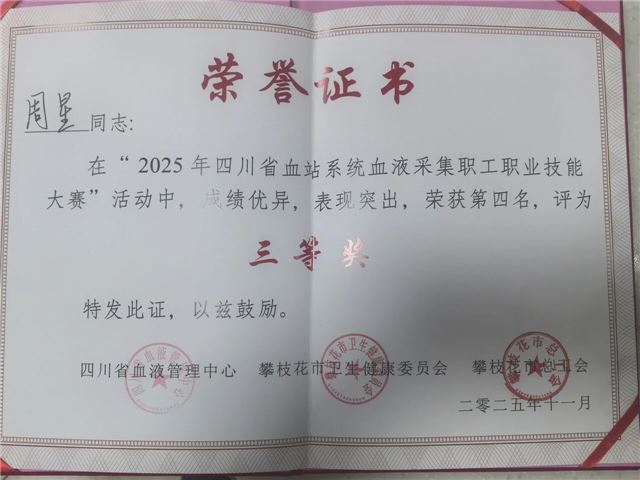 荣誉证书
周星同志：
在“2025年四川省血站系统血液采集职工职业技能
大赛”活动中，成绩优异，表现突出，荣获第四名，评为
三等奖
特发此证，以兹鼓励。
四川省血液管理中心 攀枝花市卫生健康委员会 攀枝花市总工会
二零二五年十一月